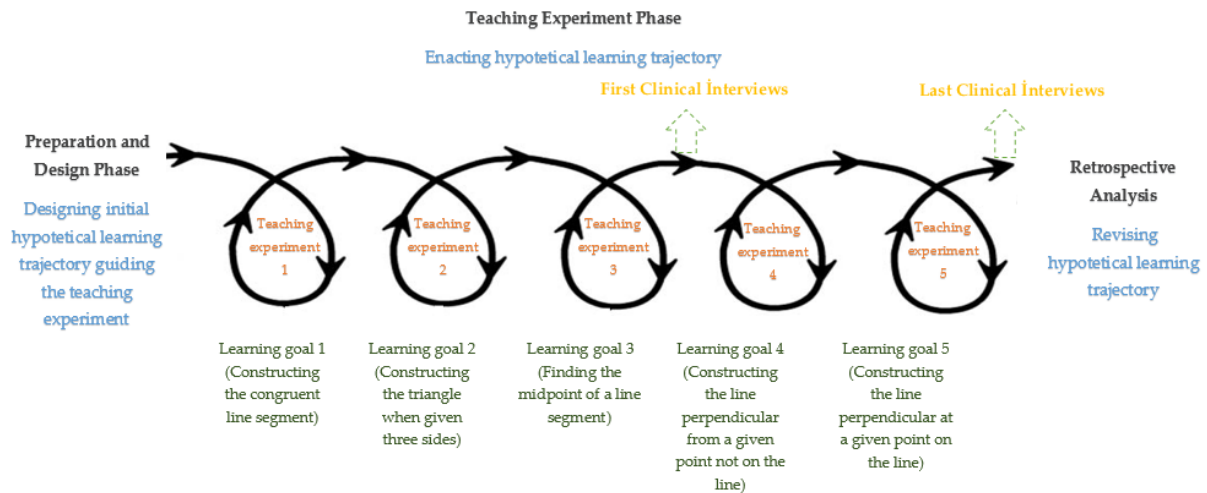 Teaching Experiment Phase
Enacting hypotetical learning trajectory
First Clinical İnterviews
Last Clinical İnterviews
Preparation and
Design Phase
Designing initial
hypotetical learning
trajectory guiding
the teaching
experiment
Teaching
experiment
1
Teaching
experiment
2
Teaching
experiment
3
Teaching
experiment
4
Teaching
experiment
5
Retrospective
Analysis
Revising
hypotetical learning
trajectory
Learning goal 1
(Constructing
the congruent
line segment)
Learning goal 2
(Constructing
the triangle
when given
three sides)
Learning goal 3
(Finding the
midpoint of a line
segment)
Learning goal 4
(Constructing
the line
perpendicular
from a given
point not on the
line)
Learning goal 5
(Constructing
the line
perpendicular at
a given point on
the line)